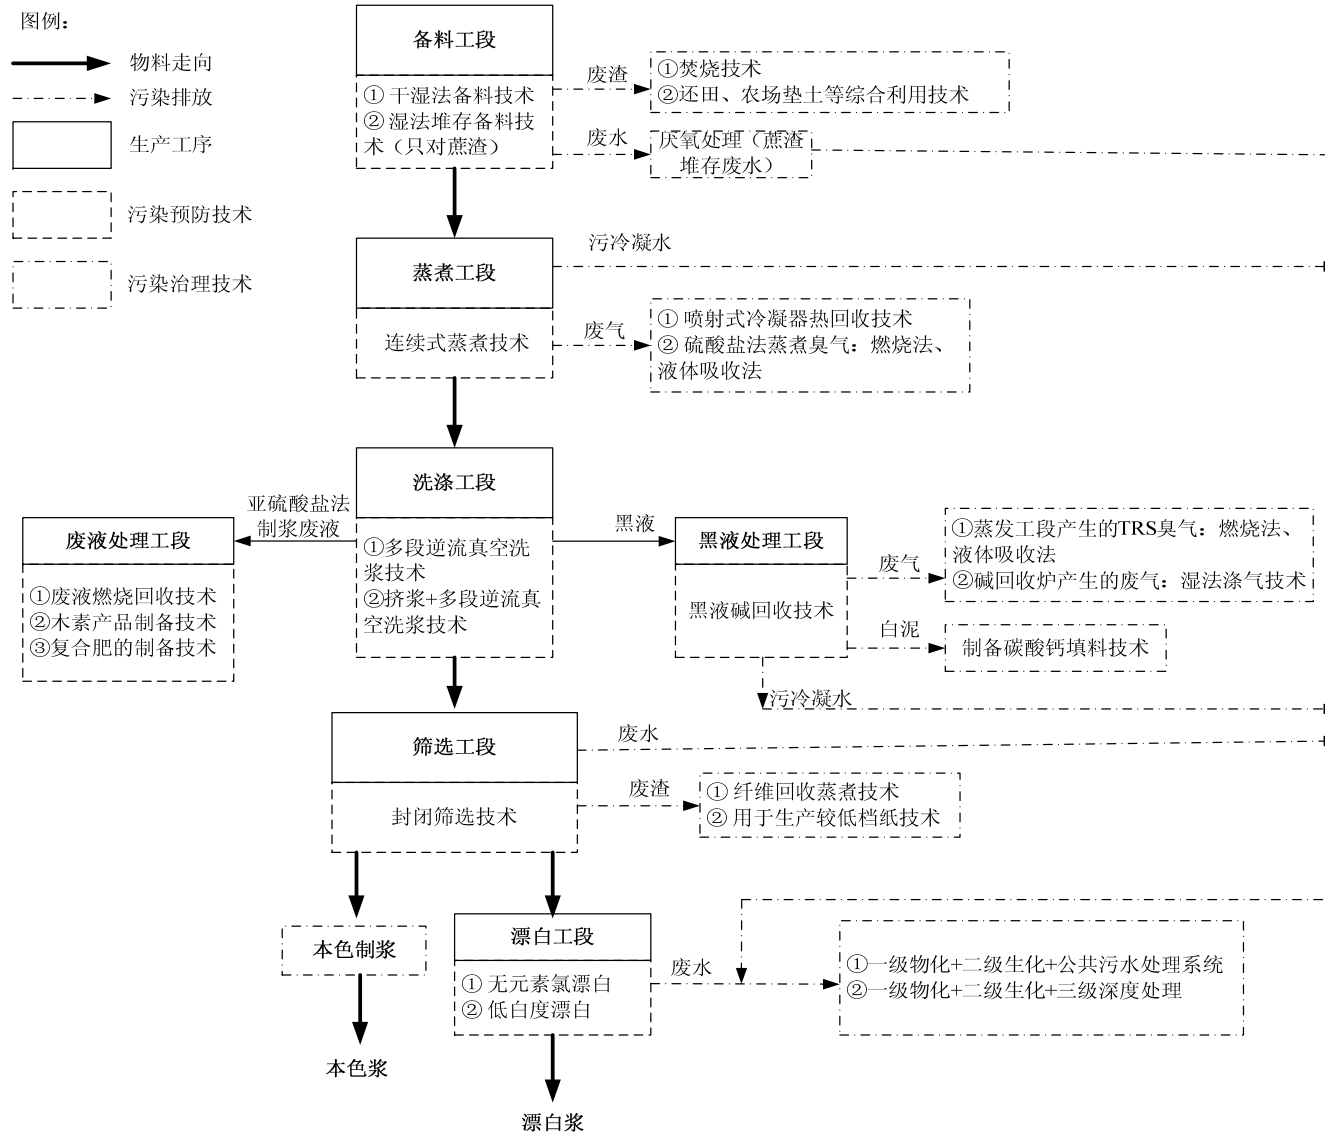 图例：
物料走向
污染排放
生产工序
污染预防技术
污染治理技术
备料工段
① 干湿法备料技术
② 湿法堆存备料技
术（只对蔗渣）
废渣
①焚烧技术
②还田、农场垫土等综合利用技术
废水
厌氧处理（蔗渣
堆存废水）
蒸煮工段
连续式蒸煮技术
污冷凝水
废气
① 喷射式冷凝器热回收技术
② 硫酸盐法蒸煮臭气：燃烧法、
液体吸收法
洗涤工段
①多段逆流真空洗
浆技术
②挤浆+多段逆流真
空洗浆技术
亚硫酸盐法
制浆废液
废液处理工段
①废液燃烧回收技术
②木素产品制备技术
③复合肥的制备技术
黑液
黑液处理工段
黑液碱回收技术
废气
①蒸发工段产生的TRS臭气：燃烧法、
液体吸收法
②碱回收炉产生的废气：湿法涤气技术
白泥
制备碳酸钙填料技术
污冷凝水
筛选工段
封闭筛选技术
废水
废渣
① 纤维回收蒸煮技术
② 用于生产较低档纸技术
本色制浆
本色浆
漂白工段
① 无元素氯漂白
② 低白度漂白
漂白浆
废水
①一级物化+二级生化+公共污水处理系统
②一级物化+二级生化+三级深度处理